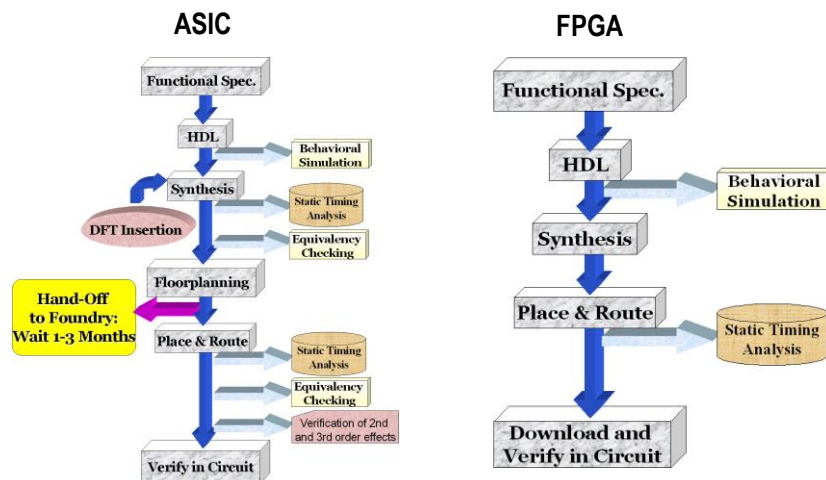 ASIC
Functional Spec.
HDL
Behavioral
Simulation
Synthesis
DFT Insertion
Static Timing
Analysis
Equivalency
Checking
Floorplanning
Hand-Off
to Foundry:
Wait 1-3 Months
Place & Route
Static Timing
Analysis
Equivalency
Checking
Verification of 2nd
and 3rd order effects
Verify in Circuit
FPGA
Functional Spec.
HDL
Behavioral
Simulation
Synthesis
Place & Route
Static Timing
Analysis
Download and
Verify in Circuit